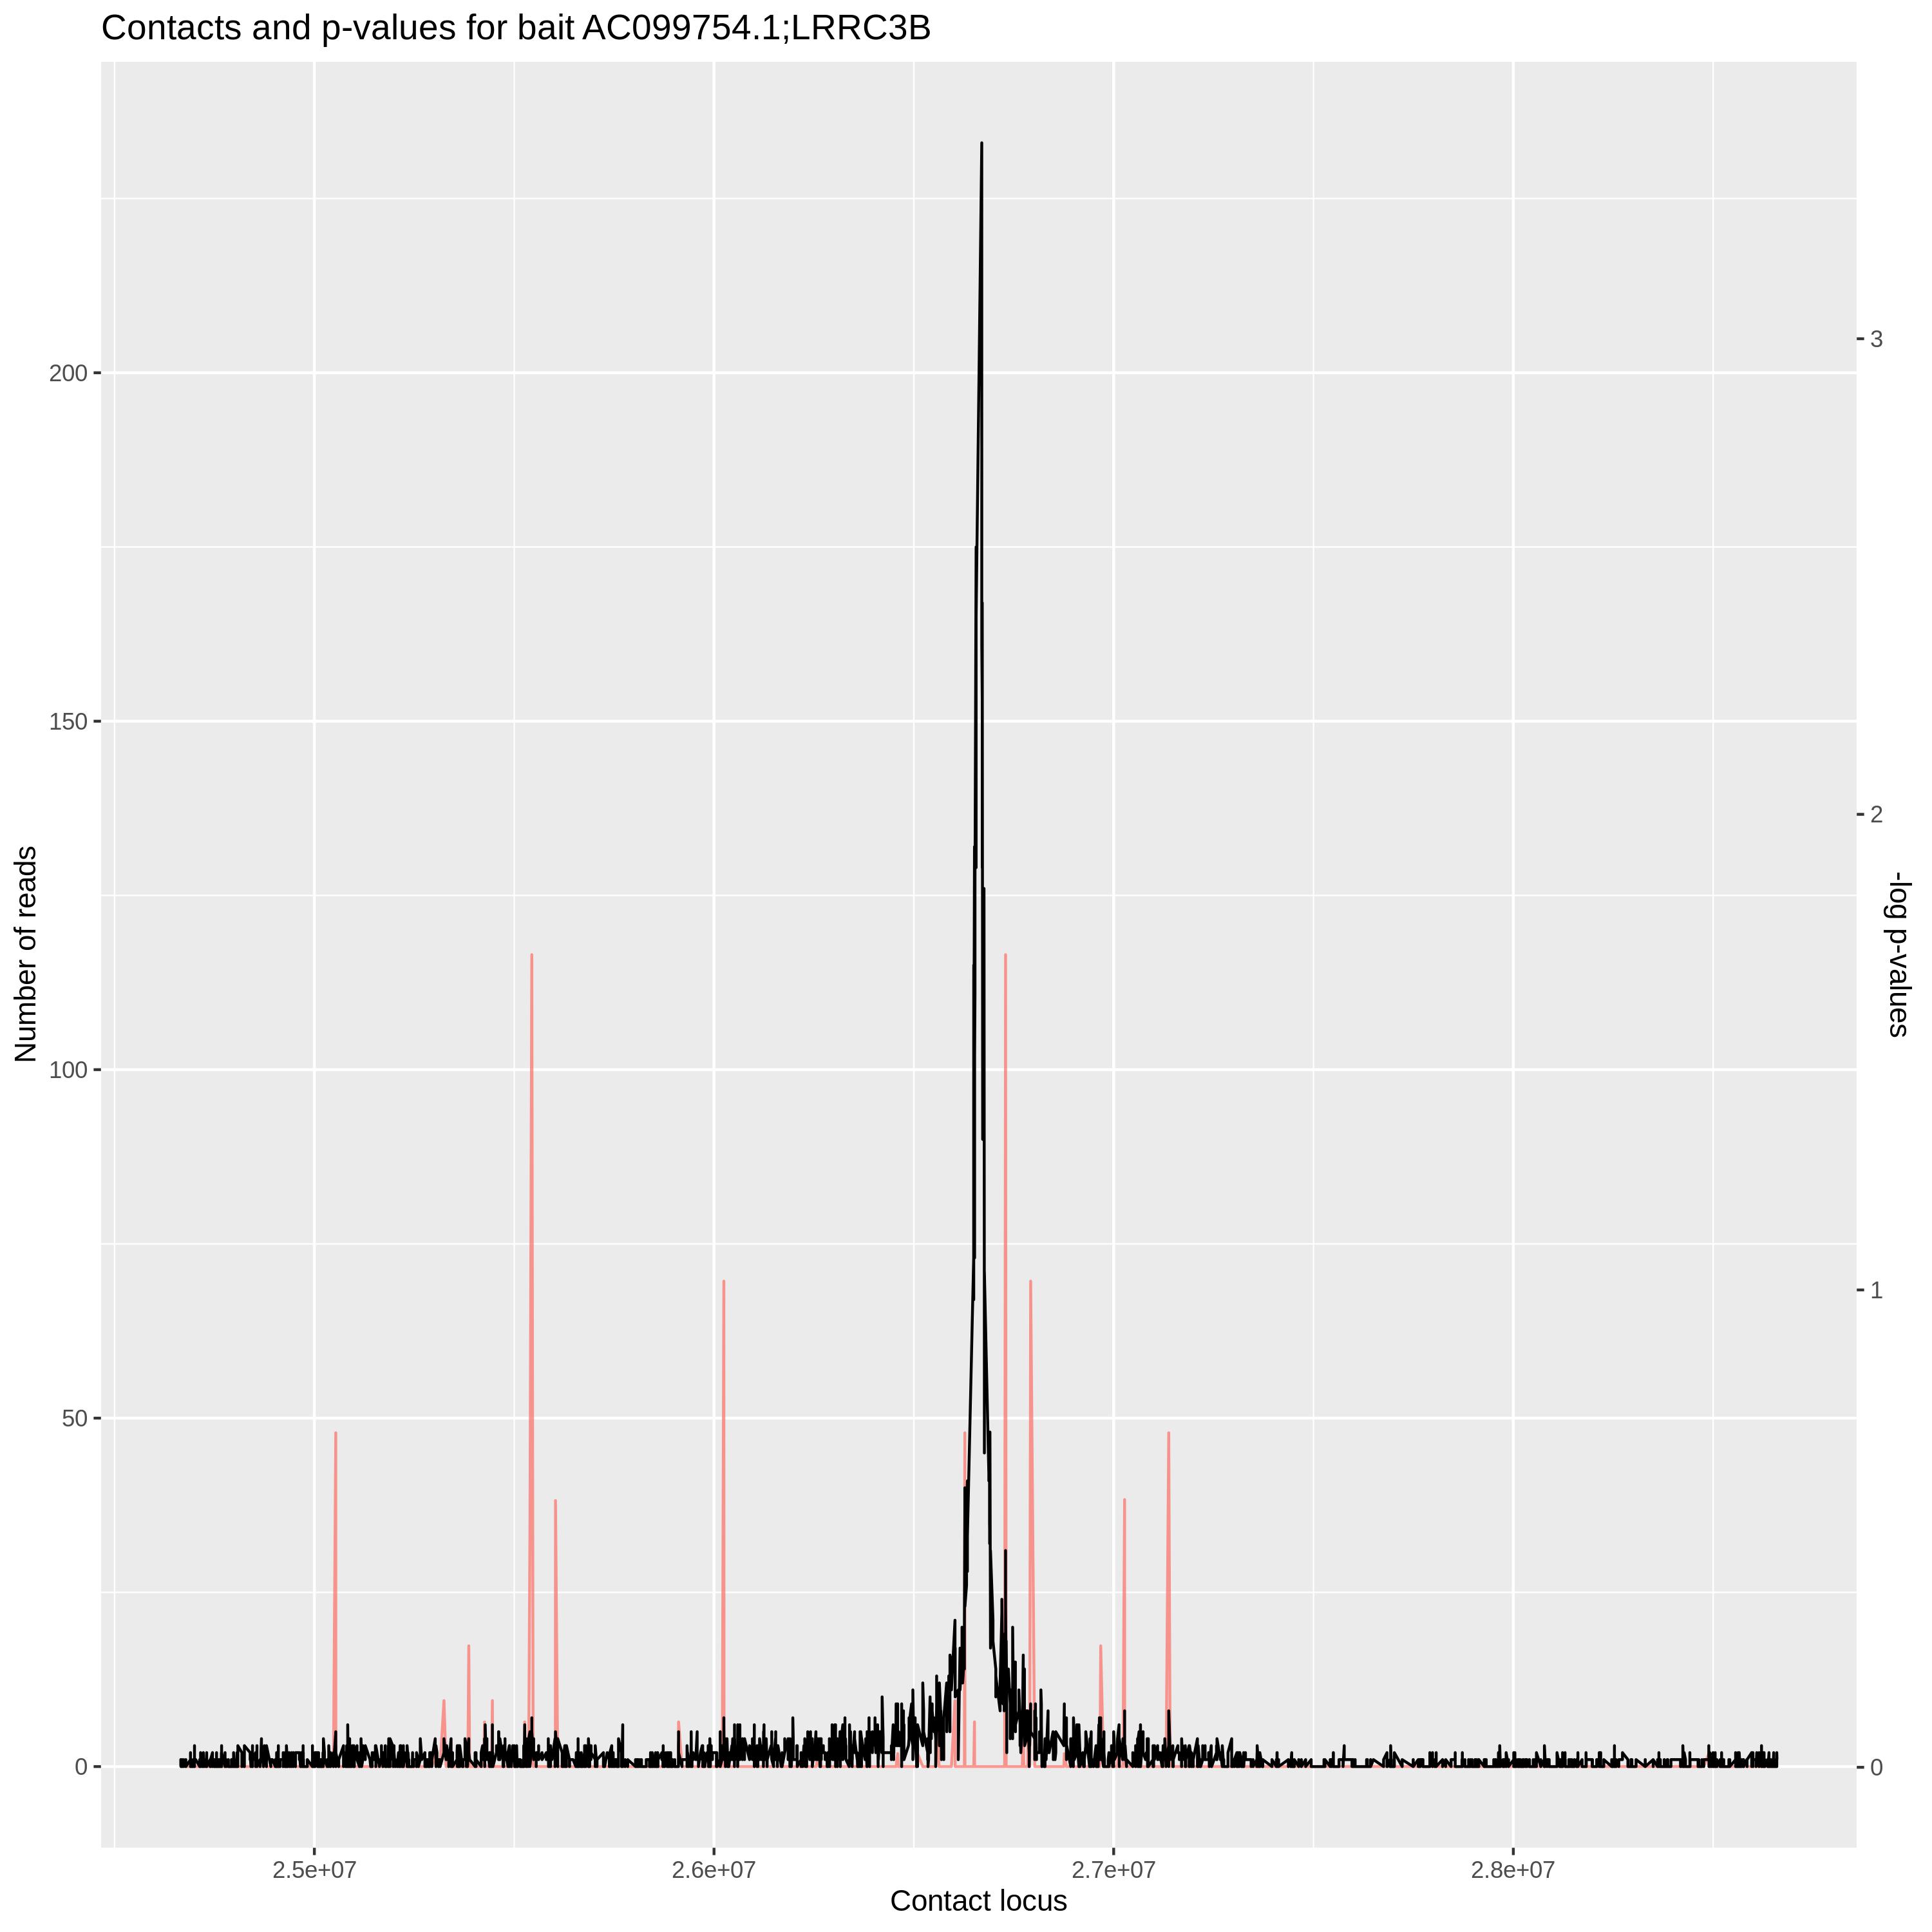 Contacts and p-values for bait AC099754.1;LRRC3B
Number of reads
200
150
100
50
0
3
2
1
0
-log p-values
2.5e+07 2.6e+07 2.7e+07 2.8e+07
Contact locus